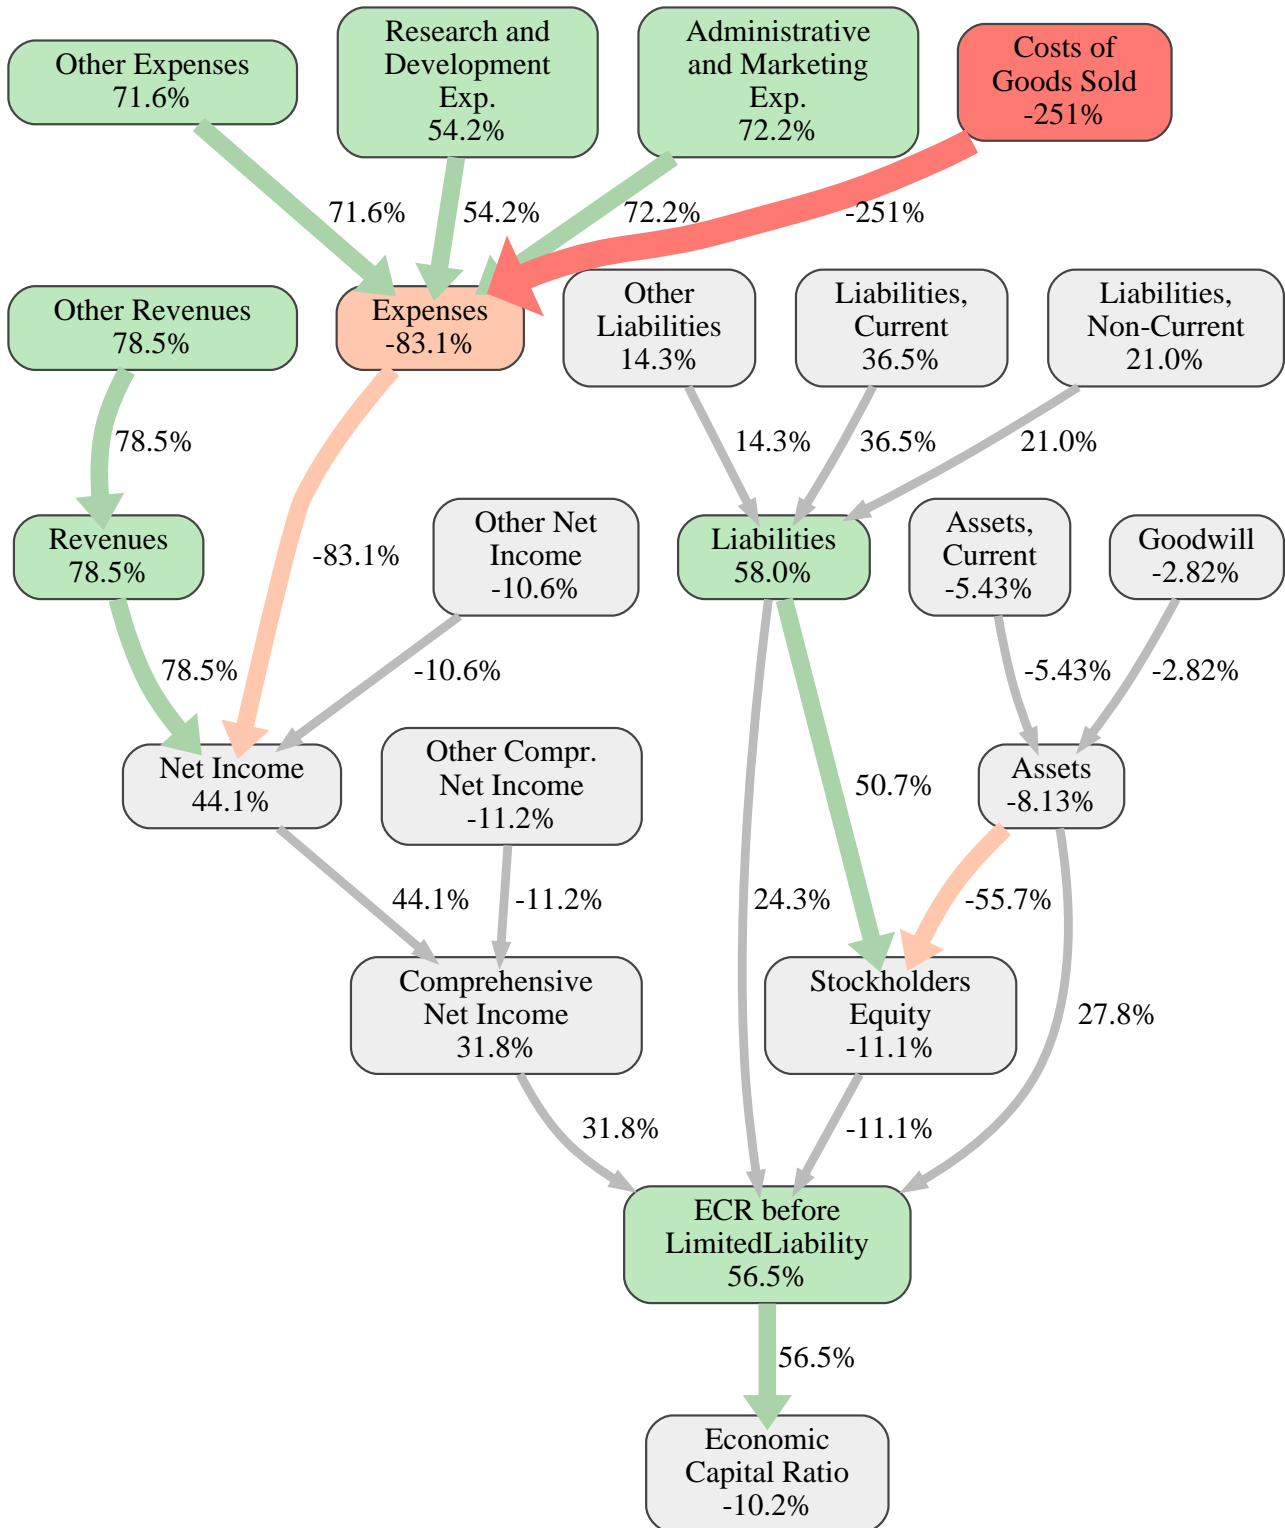 Other Expenses
71.6%
Research and
Development
Exp.
54.2%
Administrative
and Marketing
Exp.
72.2%
Costs of
Goods Sold
-251%
71.6%
54.2%
72.2%
-251%
Other Revenues
78.5%
Expenses
-83.1%
Other
Liabilities
14.3%
Liabilities,
Current
36.5%
Liabilities,
Non-Current
21.0%
78.5%
14.3%
36.5%
21.0%
Revenues
78.5%
-83.1%
Other Net
Income
-10.6%
Liabilities
58.0%
Assets,
Current
-5.43%
Goodwill
-2.82%
78.5%
-10.6%
-5.43%
-2.82%
Net Income
44.1%
Other Compr.
Net Income
-11.2%
50.7%
Assets
-8.13%
44.1%
-11.2%
24.3%
-55.7%
Comprehensive
Net Income
31.8%
Stockholders
Equity
-11.1%
27.8%
31.8%
-11.1%
ECR before
LimitedLiability
56.5%
56.5%
Economic
Capital Ratio
-10.2%